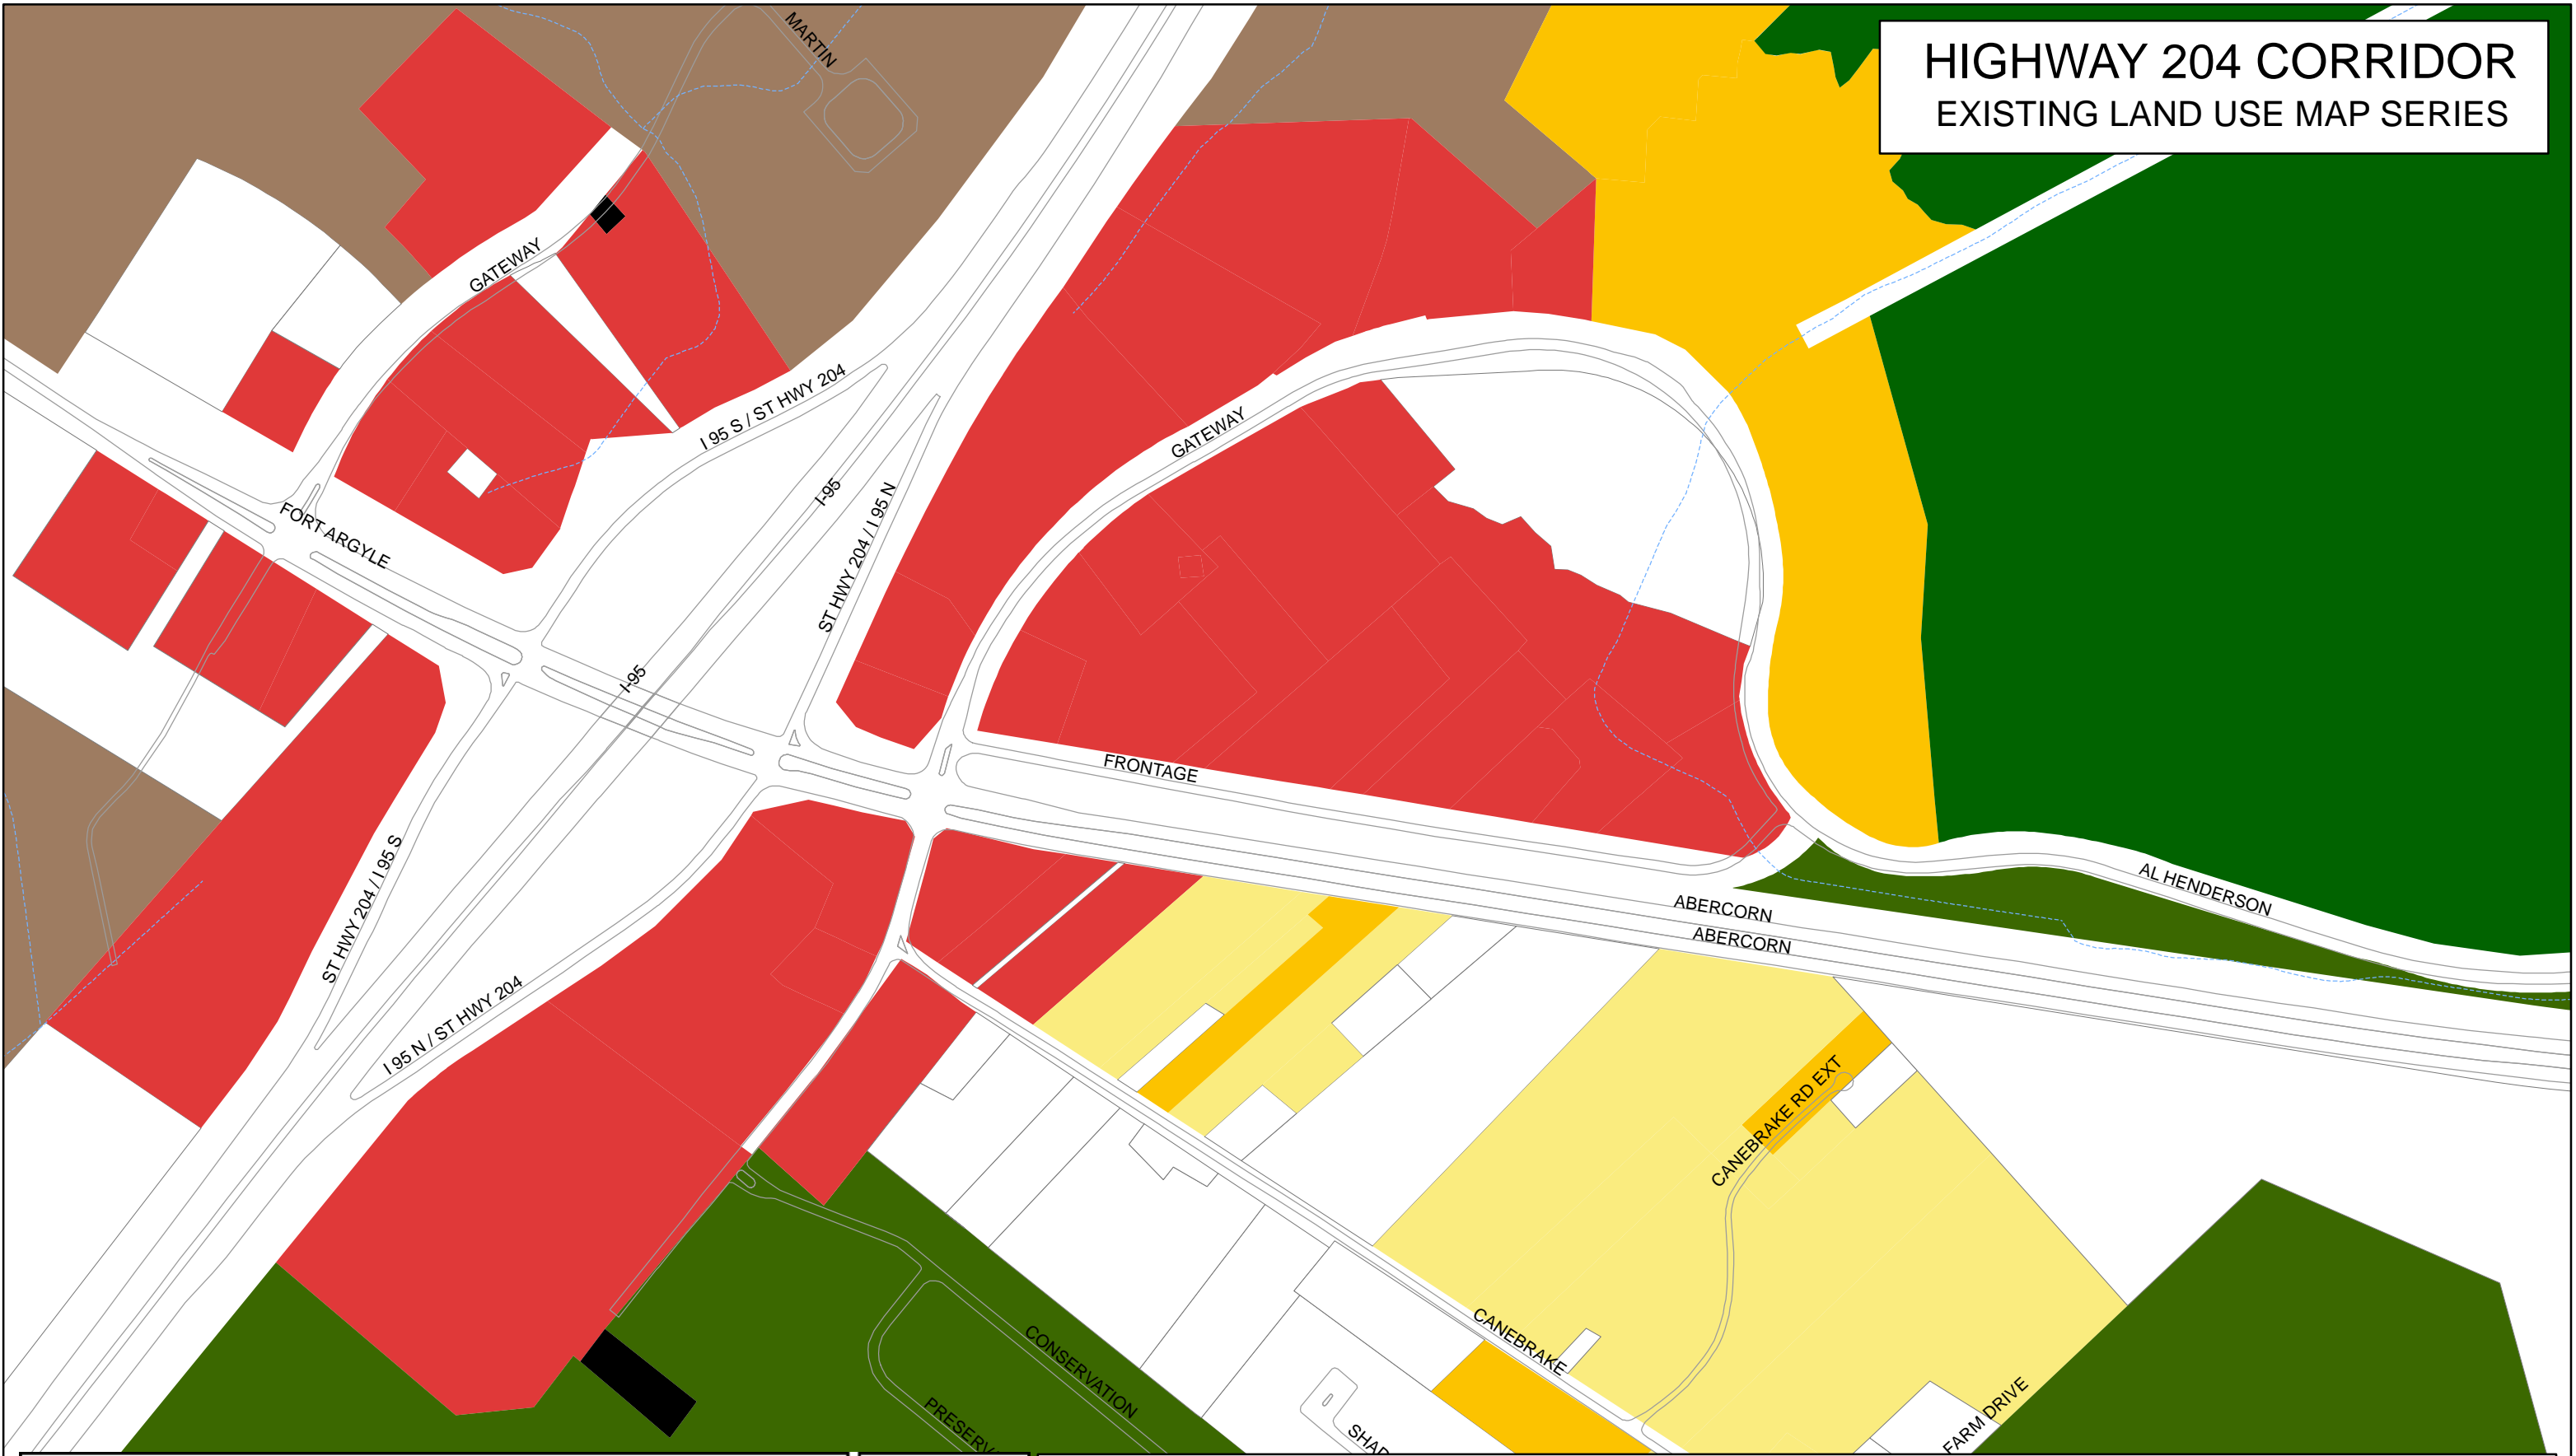 HIGHWAY 204 CORRIDOR
EXISTING LAND USE MAP SERIES
MARTIN
GATEWAY
I 95 S / ST HWY 204
GATEWAY
I-95
ST HWY 204 / I 95 N
FORT ARGYLE
I-95
FRONTAGE
ST HWY 204 / I 95 S
AL HENDERSON
ABERCORN
ABERCORN
I 95 N / ST HWY 204
CANEBRAKE RD EXT
CONSERVATION
CANEBRAKE
FARM DRIVE